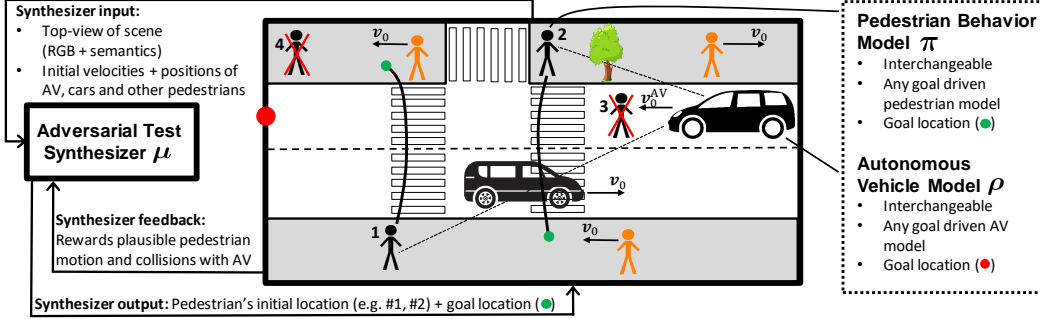 Synthesizer input:
• Top-view of scene
(RGB + semantics)
• Initial velocities + positions of
AV, cars and other pedestrians
Adversarial Test
Synthesizer μ
Synthesizer feedback:
Rewards plausible pedestrian
motion and collisions with AV
Synthesizer output: Pedestrian's initial location (e.g. #1, #2) + goal location (●)
4
v₀
2
v₀
3
v₀ᴬⱽ
v₀
1
v₀
Pedestrian Behavior
Model π
• Interchangeable
• Any goal driven
pedestrian model
• Goal location (●)
Autonomous
Vehicle Model ρ
• Interchangeable
• Any goal driven AV
model
• Goal location (●)